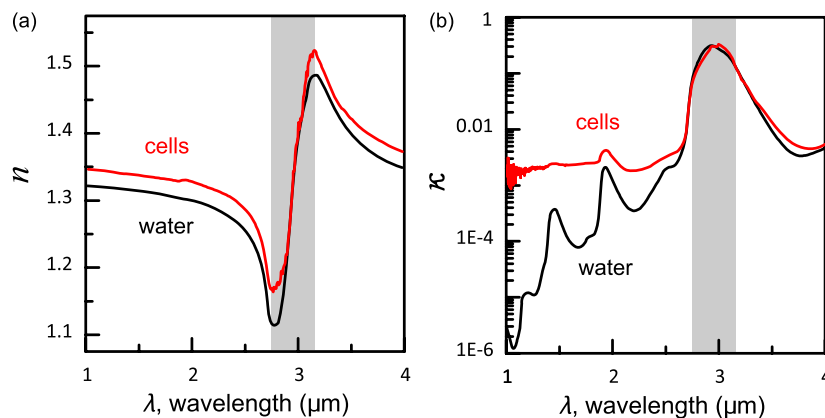 (a)
1.5
1.4
1.3
1.2
1.1
n
cells
water
1 2 3 4
λ, wavelength (μm)
(b)
1
0.01
1E-4
1E-6
κ
cells
water
1 2 3 4
λ, wavelength (μm)